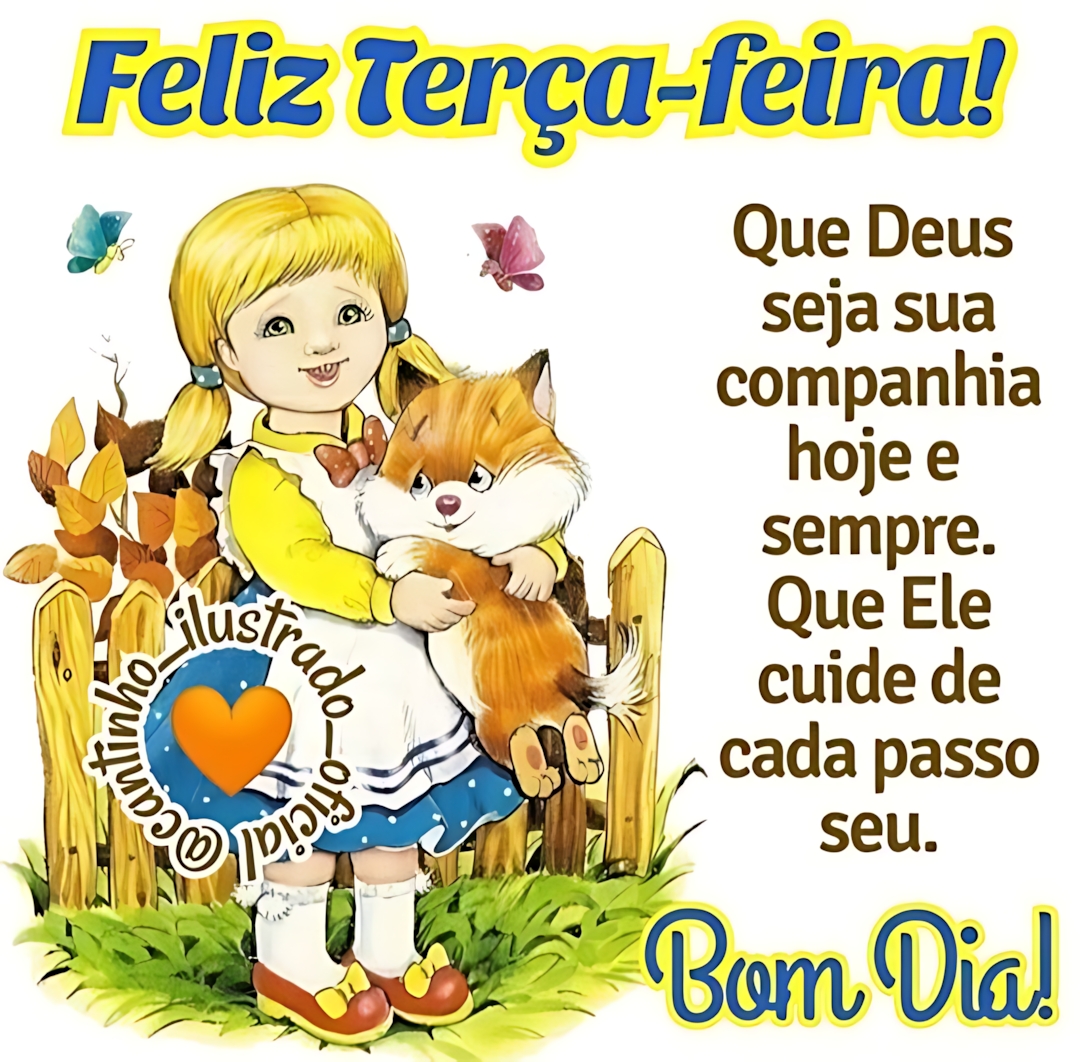 Feliz Terça-feira!
Que Deus
seja sua
companhia
hoje e
sempre.
Que Ele
cuide de
cada passo
seu.
@cantinho_ilustrado_oficial
Bom Dia!